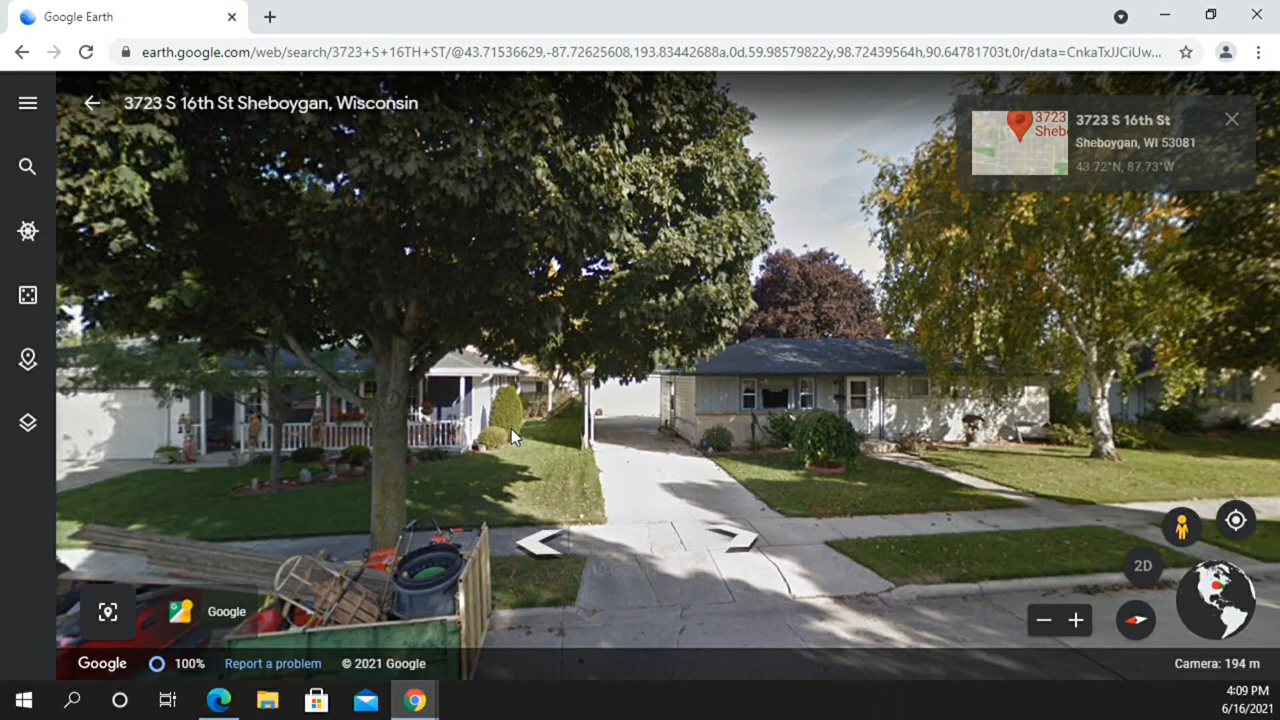 Google Earth
earth.google.com/web/search/3723+S+16TH+ST/@43.71536629,-87.72625608,193.83442688a,0d,59.98579822y,98.72439564h,90.64781703t,0r/data=CnkaTxJJCiUw...
3723 S 16th St Sheboygan, Wisconsin
3723
Sheb
3723 S 16th St
Sheboygan, WI 53081
43.72°N, 87.73°W
2D
Google
Google
100%
Report a problem
© 2021 Google
Camera: 194 m
4:09 PM
6/16/2021